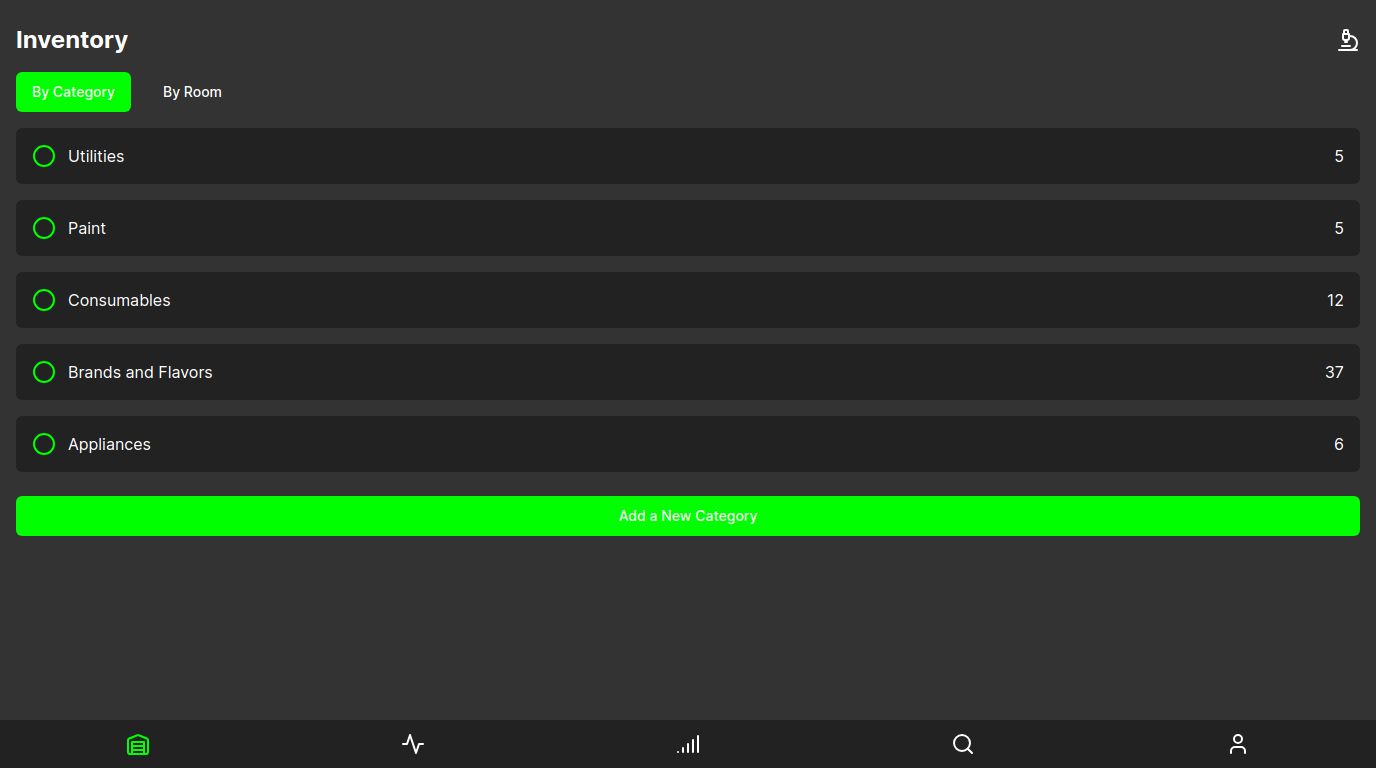 Inventory
By Category By Room
Utilities 5
Paint 5
Consumables 12
Brands and Flavors 37
Appliances 6
Add a New Category